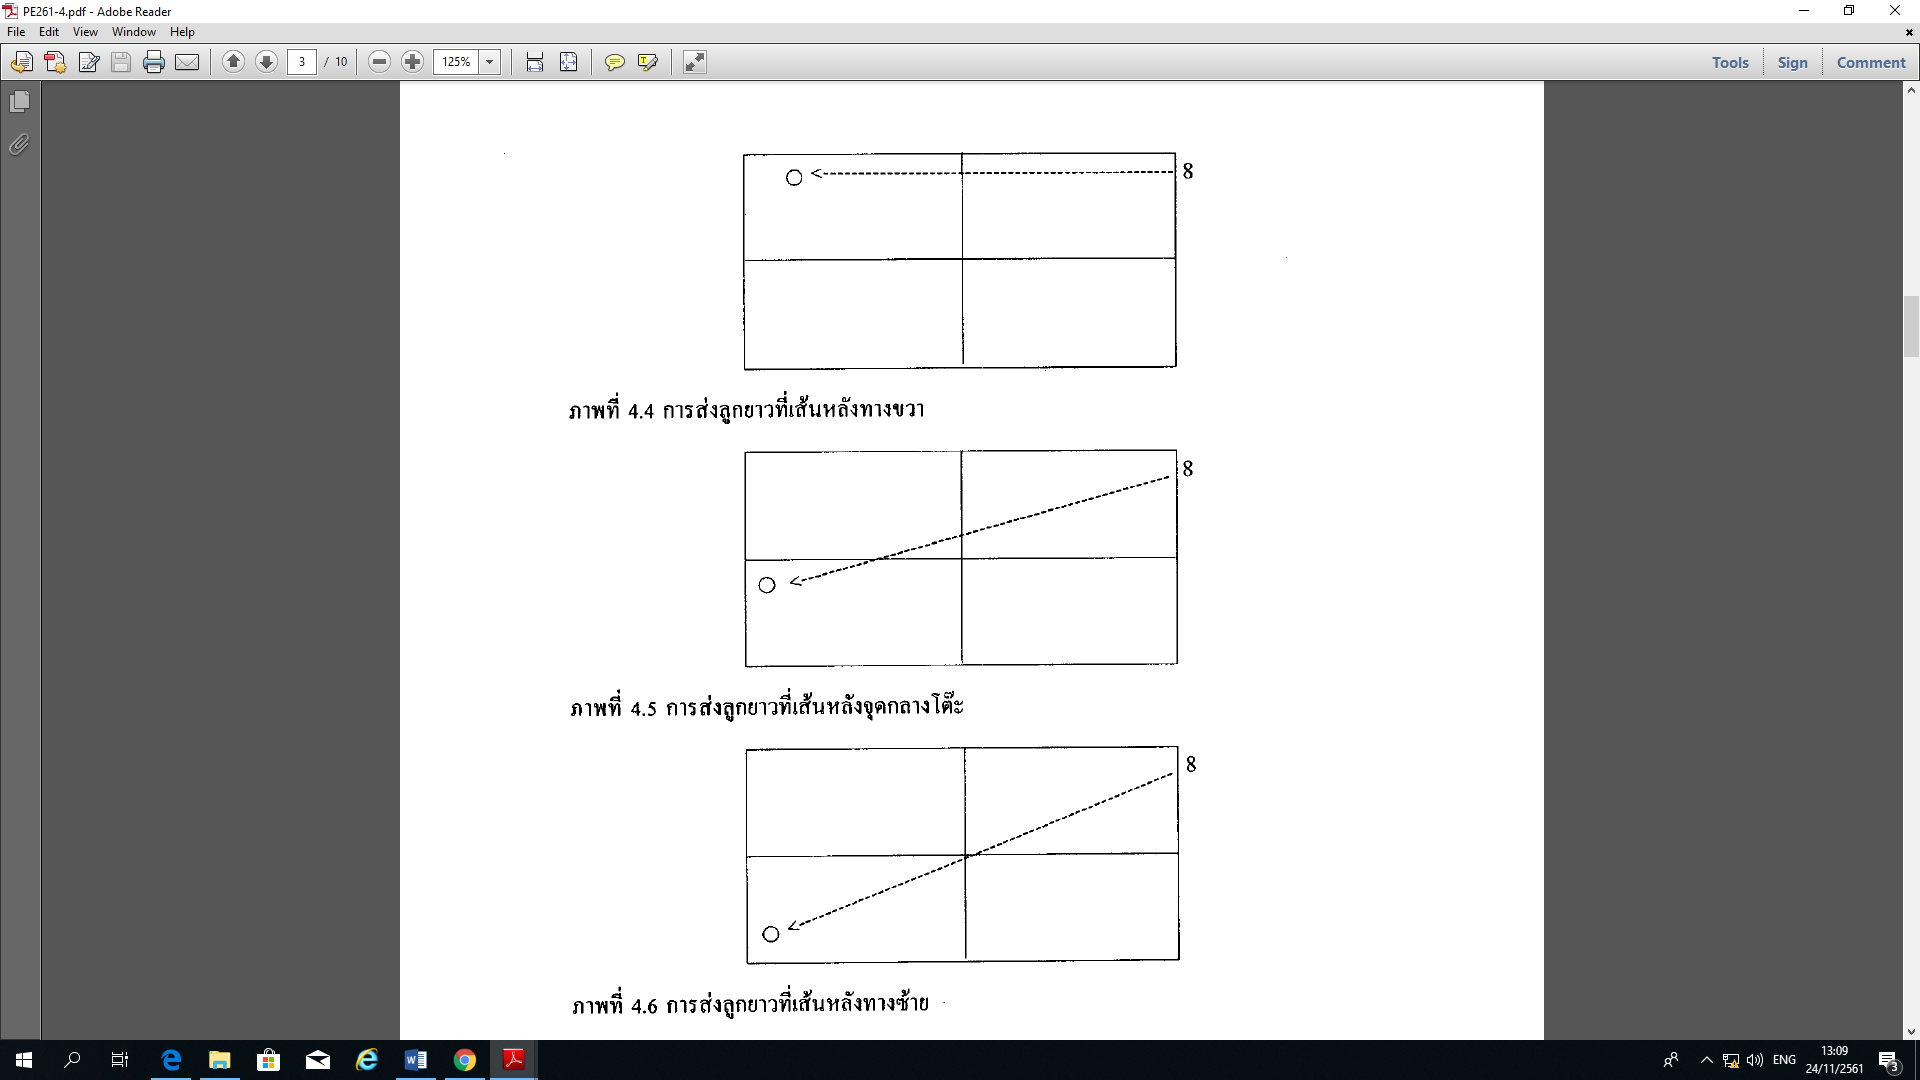 PE261-4.pdf - Adobe Reader
File Edit View Window Help
3 / 10 125% Tools Sign Comment
8
ภาพที่ 4.4 การส่งลูกยาวที่เส้นหลังทางขวา
8
ภาพที่ 4.5 การส่งลูกยาวที่เส้นหลังจุดกลางโต๊ะ
8
ภาพที่ 4.6 การส่งลูกยาวที่เส้นหลังทางซ้าย
ENG 13:09
24/11/2561 3